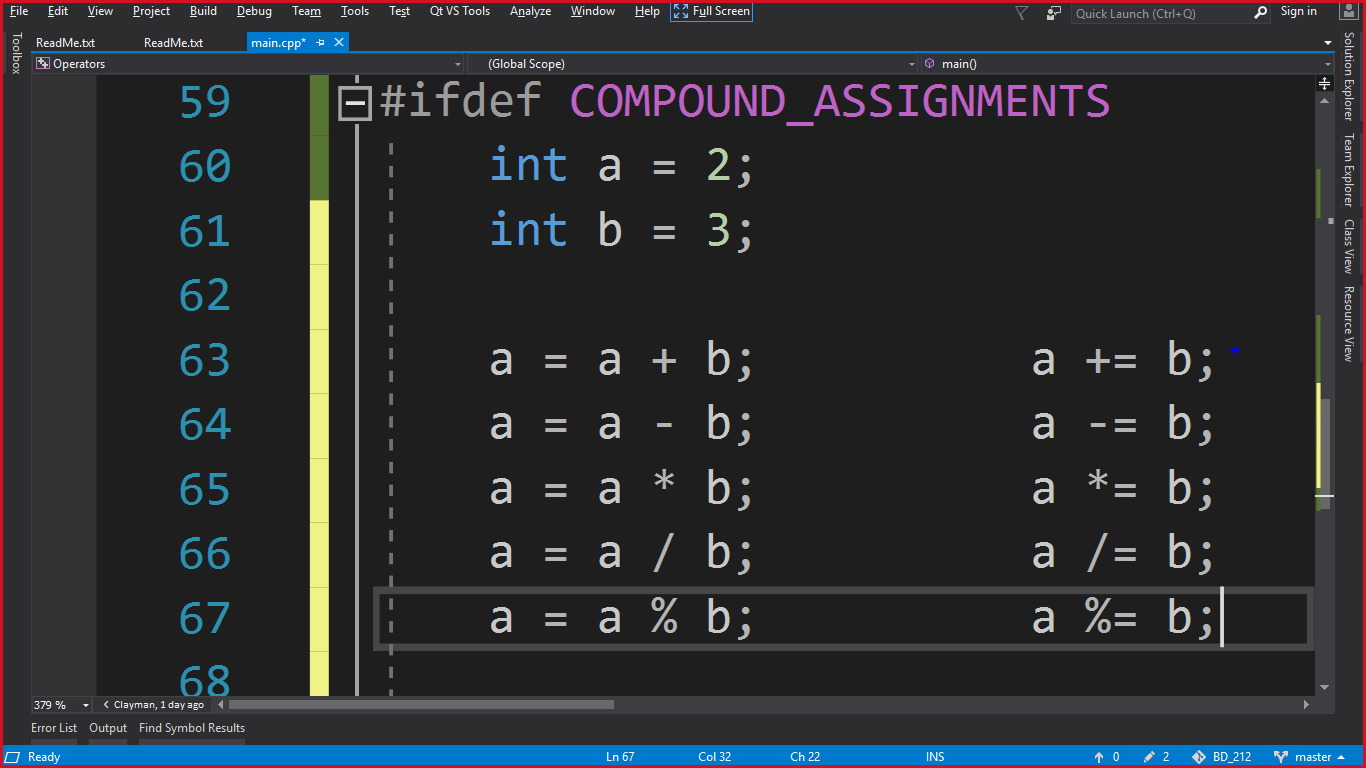 File Edit View Project Build Debug Team Tools Test Qt VS Tools Analyze Window Help Full Screen Quick Launch (Ctrl+Q) Sign in
Toolbox
ReadMe.txt ReadMe.txt main.cpp*
Operators (Global Scope) main()
59 #ifdef COMPOUND_ASSIGNMENTS
60 int a = 2;
61 int b = 3;
62
63 a = a + b; a += b;
64 a = a - b; a -= b;
65 a = a * b; a *= b;
66 a = a / b; a /= b;
67 a = a % b; a %= b;
68
Solution Explorer
Team Explorer
Class View
Resource View
379 % Clayman, 1 day ago
Error List Output Find Symbol Results
Ready Ln 67 Col 32 Ch 22 INS 0 2 BD_212 master